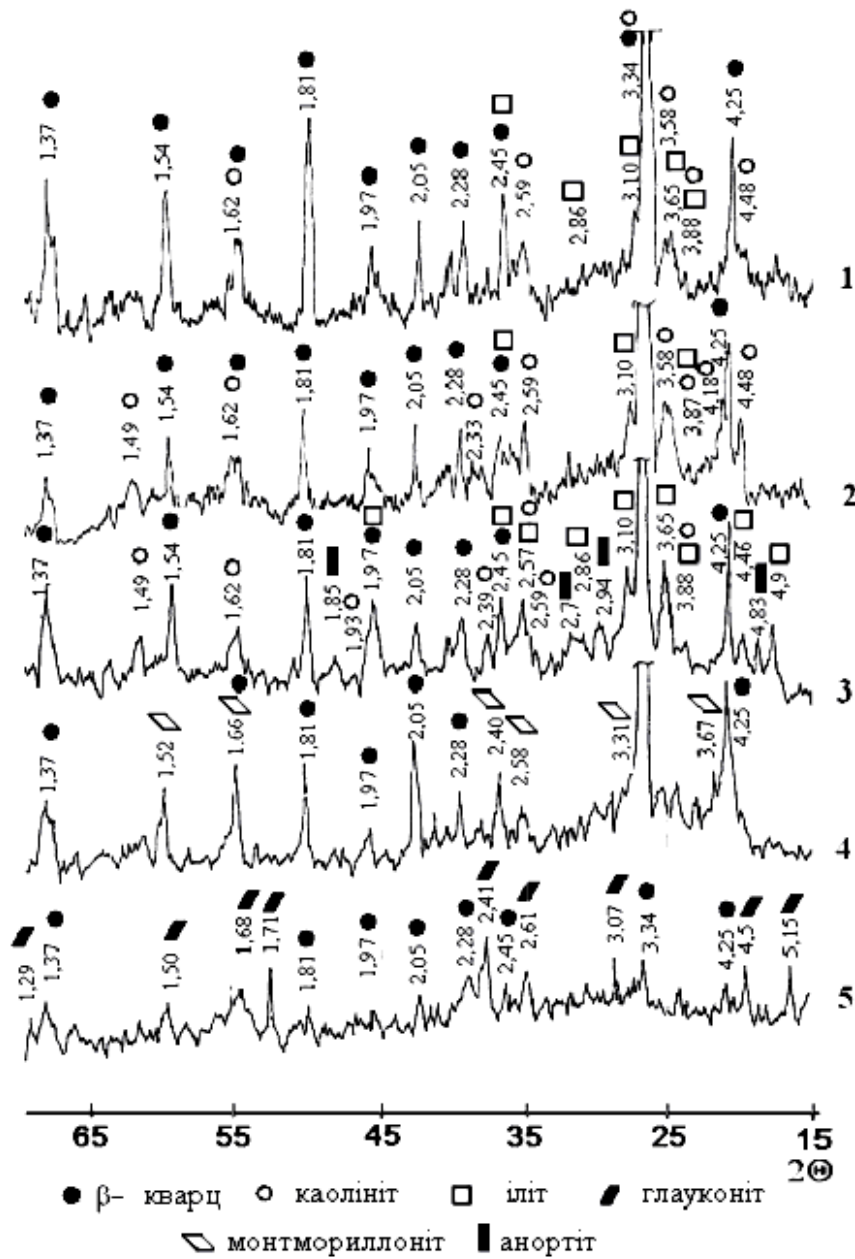 1,37 1,54 1,62 1,81 1,97 2,05 2,28 2,45 2,59 2,86 3,10 3,34 3,58 3,65 3,88 4,25 4,48
1
1,37 1,49 1,54 1,62 1,81 1,97 2,05 2,28 2,33 2,45 2,59 3,10 3,58 3,87 4,18 4,25 4,48
2
1,37 1,49 1,54 1,62 1,81 1,85 1,93 1,97 2,05 2,28 2,39 2,45 2,57 2,59 2,7 2,86 2,94 3,10 3,65 3,88 4,25 4,46 4,83 4,9
3
1,37 1,52 1.66 1,81 1,97 2,05 2,28 2,40 2,58 3,31 3,67 4,25
4
1,29 1,37 1,50 1,68 1,71 1,81 1,97 2,05 2,28 2,41 2,45 2,61 3,07 3,34 4,25 4,5 5,15
5
65 55 45 35 25 15
2Θ
β– кварц каолініт іліт глауконіт
монтмориллоніт анортіт